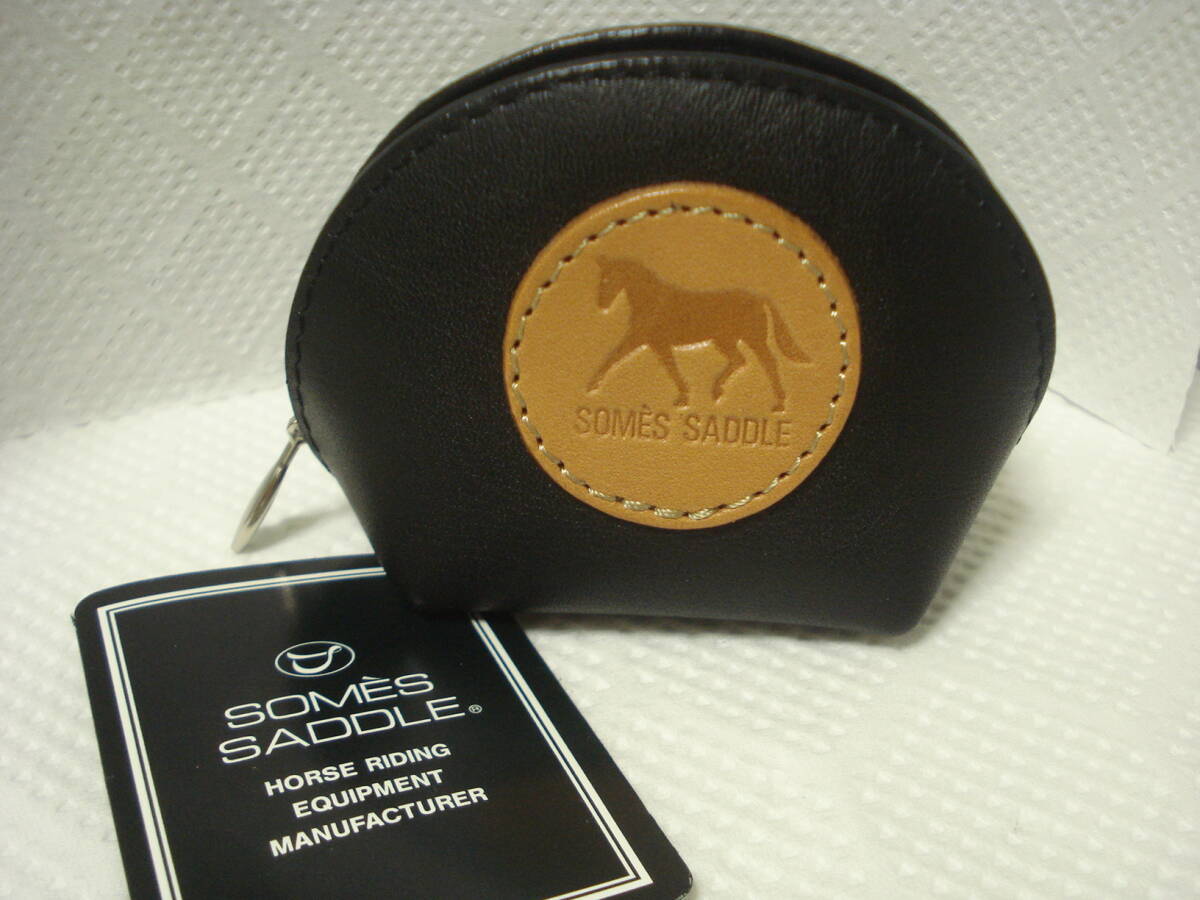 SOMÈS SADDLE
SOMÈS
SADDLE®
HORSE RIDING
EQUIPMENT
MANUFACTURER